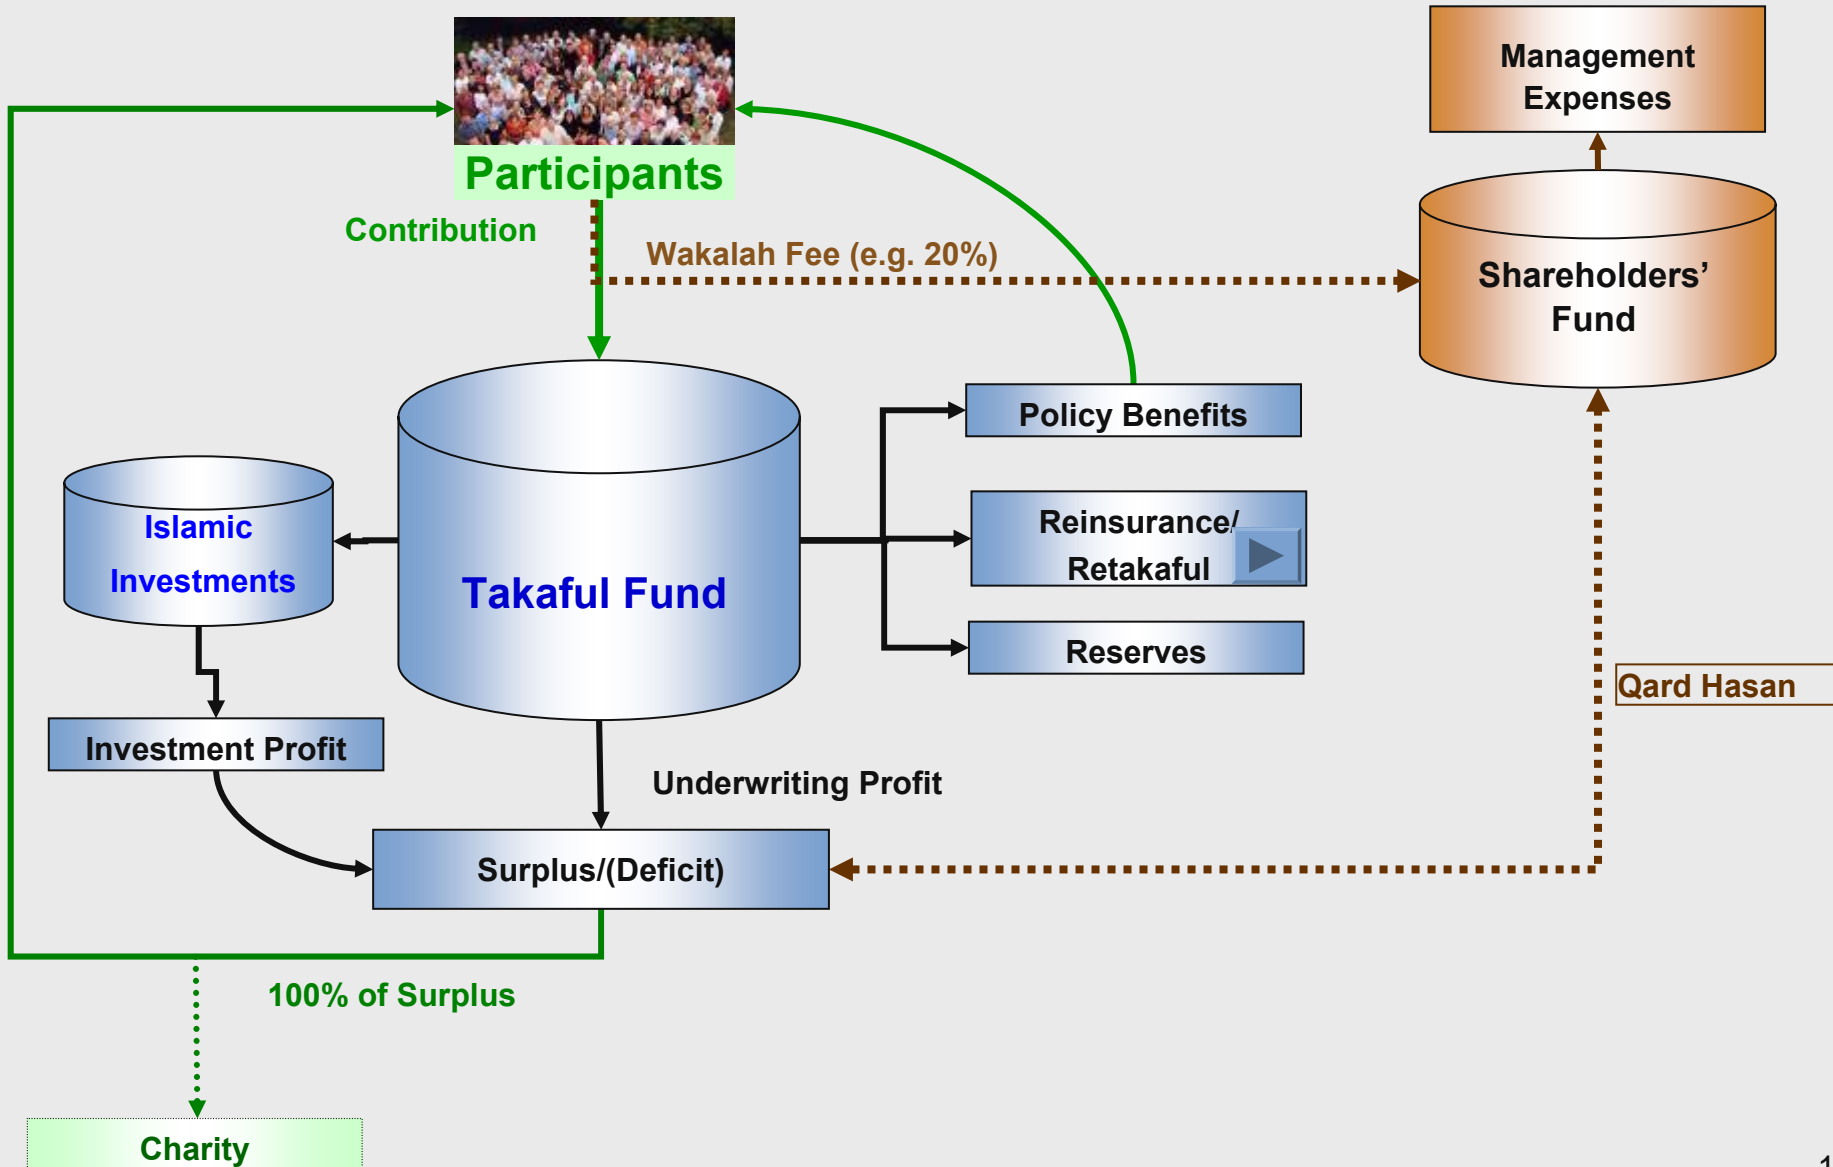 Management
Expenses
Participants
Contribution
Wakalah Fee (e.g. 20%)
Shareholders’
Fund
Policy Benefits
Islamic
Investments
Takaful Fund
Reinsurance/
Retakaful
Reserves
Qard Hasan
Investment Profit
Underwriting Profit
Surplus/(Deficit)
100% of Surplus
Charity